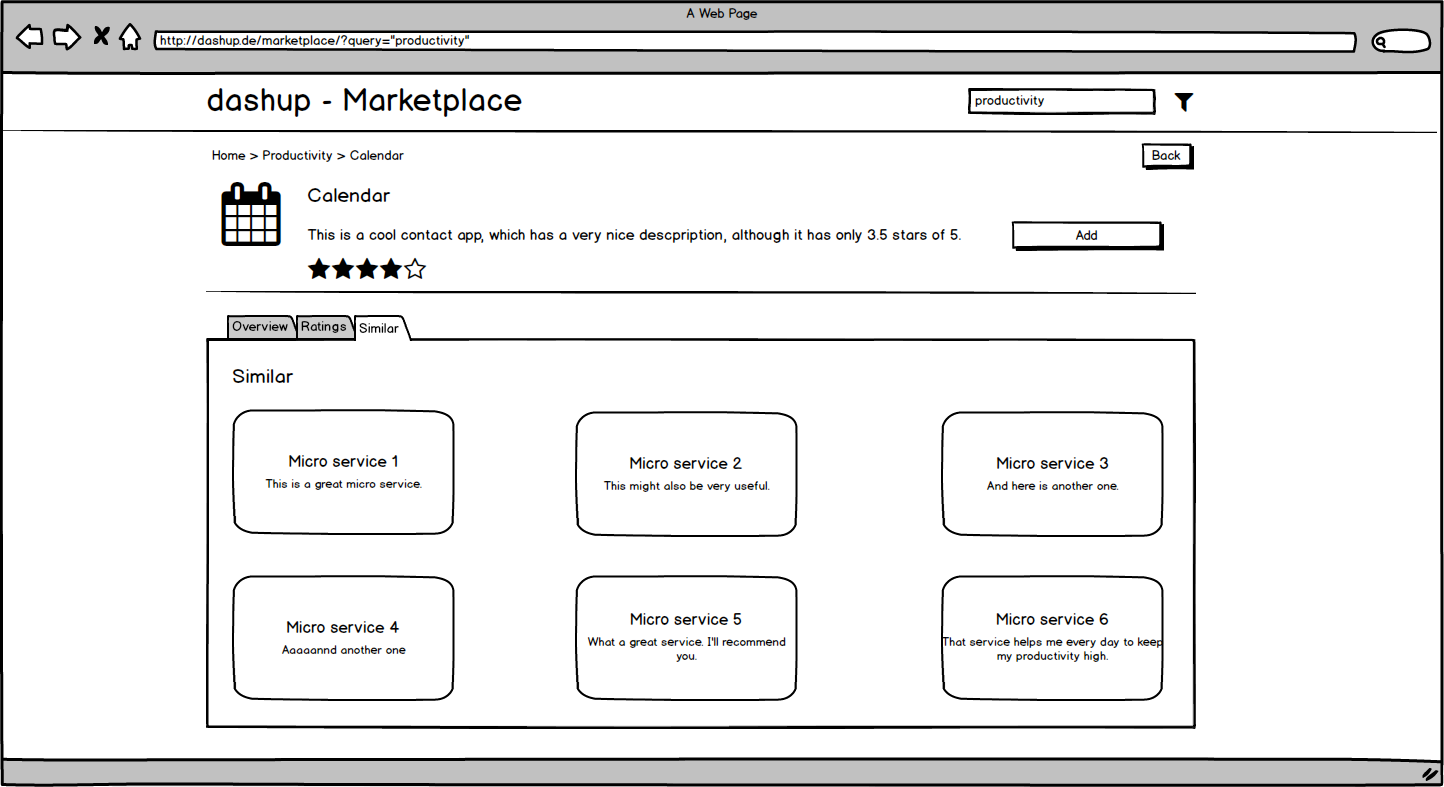 A Web Page
http://dashup.de/marketplace/?query="productivity"
dashup - Marketplace
productivity
Home > Productivity > Calendar
Back
Calendar
This is a cool contact app, which has a very nice descpription, although it has only 3.5 stars of 5.
Add
Overview
Ratings
Similar
Similar
Micro service 1
This is a great micro service.
Micro service 2
This might also be very useful.
Micro service 3
And here is another one.
Micro service 4
Aaaaannd another one
Micro service 5
What a great service. I'll recommend
you.
Micro service 6
That service helps me every day to keep
my productivity high.